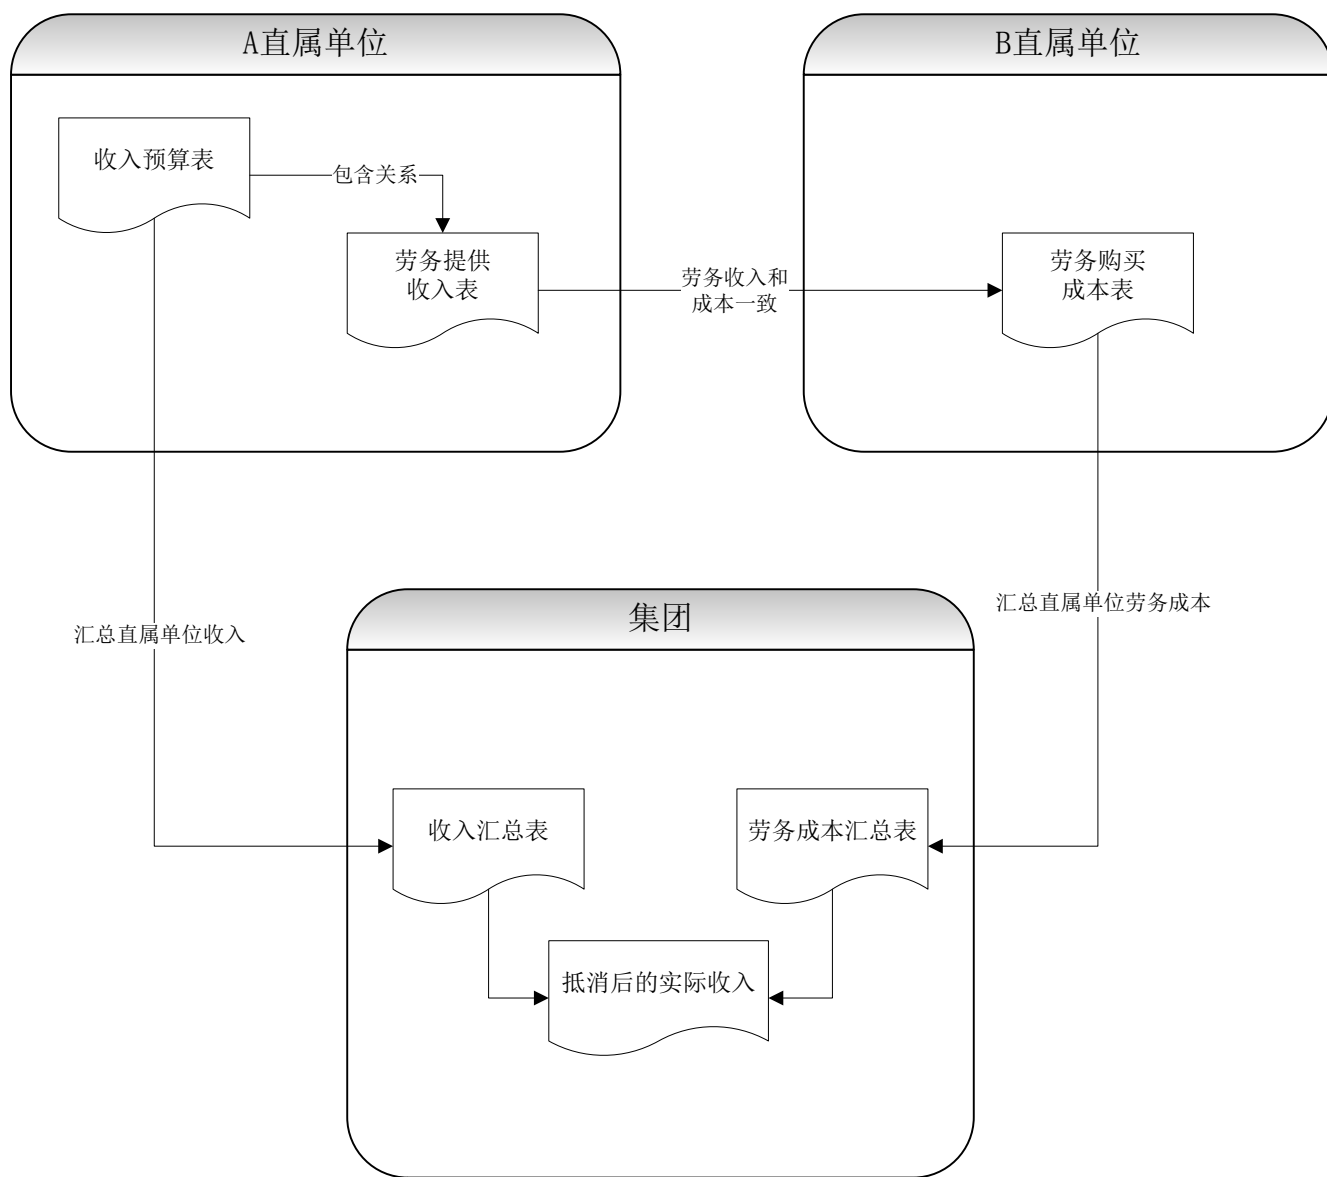 A直属单位
B直属单位
收入预算表
包含关系
劳务提供
收入表
劳务收入和
成本一致
劳务购买
成本表
汇总直属单位收入
汇总直属单位劳务成本
集团
收入汇总表
劳务成本汇总表
抵消后的实际收入